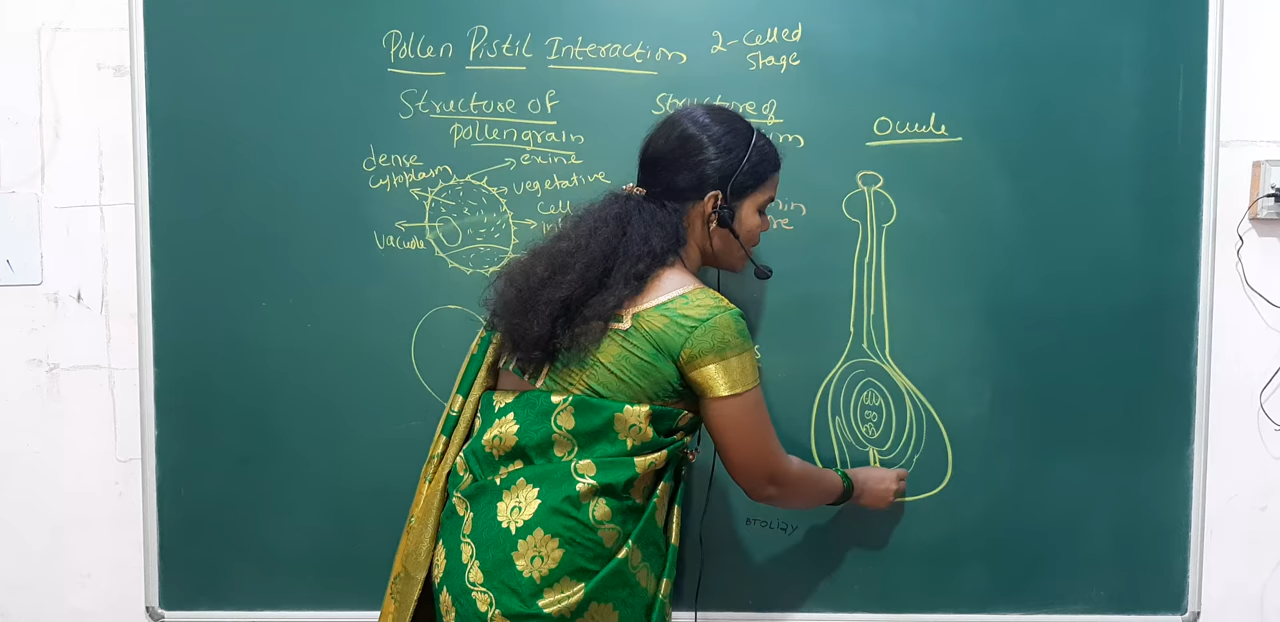 Pollen Pistil Interaction
2-Celled
Stage
Structure of
pollengrain
dense
cytoplasm
exine
vegetative
cell
Vacuole
Structure of
Ovule